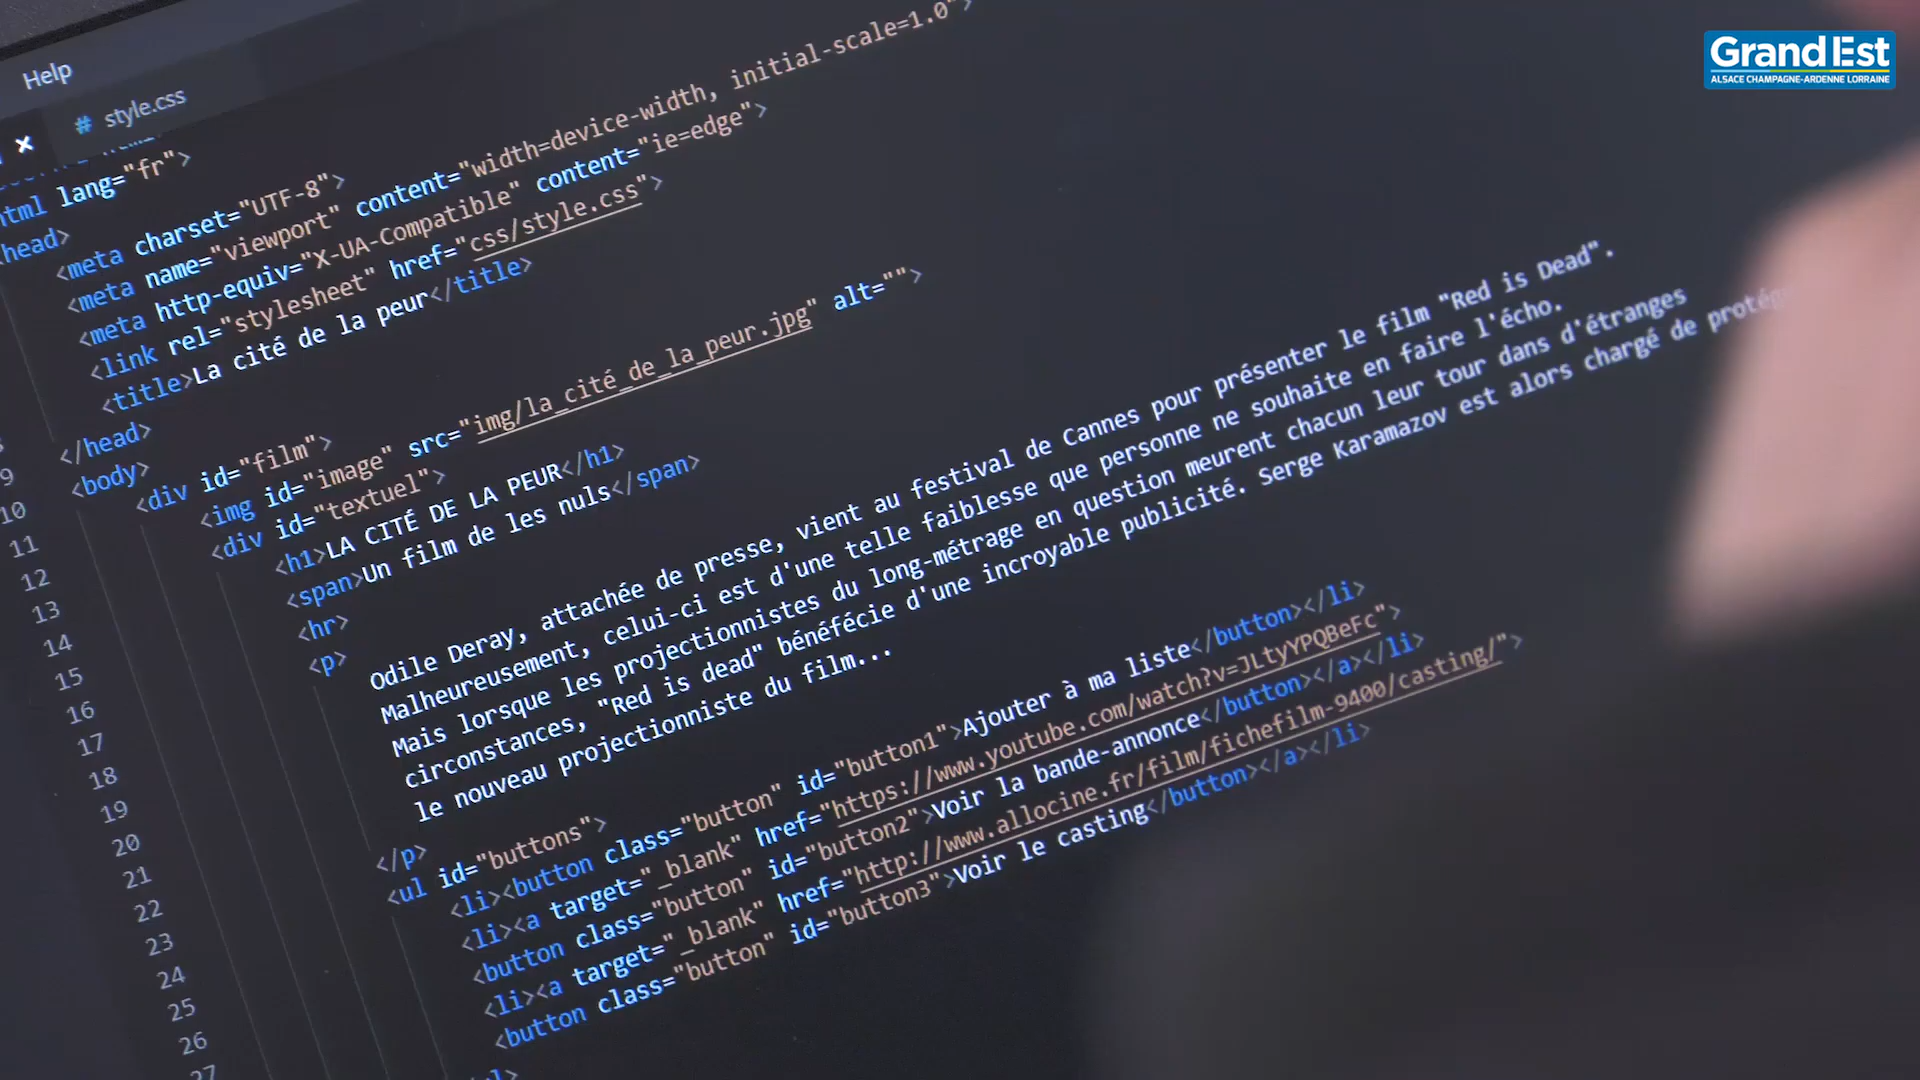 Grand Est
ALSACE CHAMPAGNE-ARDENNE LORRAINE
Help
# style.css
html lang="fr">
head>
<meta charset="UTF-8">
<meta name="viewport" content="width=device-width, initial-scale=1.0">
<meta http-equiv="X-UA-Compatible" content="ie=edge">
<link rel="stylesheet" href="css/style.css">
<title>La cité de la peur</title>
</head>
9 <body>
10 <div id="film">
11 <img id="image" src="img/la_cité_de_la_peur.jpg" alt="">
12 <div id="textuel">
13 <h1>LA CITÉ DE LA PEUR</h1>
14 <span>Un film de les nuls</span>
15 <hr>
16 <p>
17 Odile Deray, attachée de presse, vient au festival de Cannes pour présenter le film "Red is Dead".
18 Malheureusement, celui-ci est d'une telle faiblesse que personne ne souhaite en faire l'écho.
19 Mais lorsque les projectionnistes du long-métrage en question meurent chacun leur tour dans d'étranges
20 circonstances, "Red is dead" bénéfécie d'une incroyable publicité. Serge Karamazov est alors chargé de
21 le nouveau projectionniste du film...
22 </p>
23 <ul id="buttons">
24 <li><button class="button" id="button1">Ajouter à ma liste</button></li>
25 <li><a target="_blank" href="https://www.youtube.com/watch?v=JLtyYPQBeFc">
26 <button class="button" id="button2">Voir la bande-annonce</button></a></li>
27 <li><a target="_blank" href="http://www.allocine.fr/film/fichefilm-9400/casting/">
<button class="button" id="button3">Voir le casting</button></a></li>